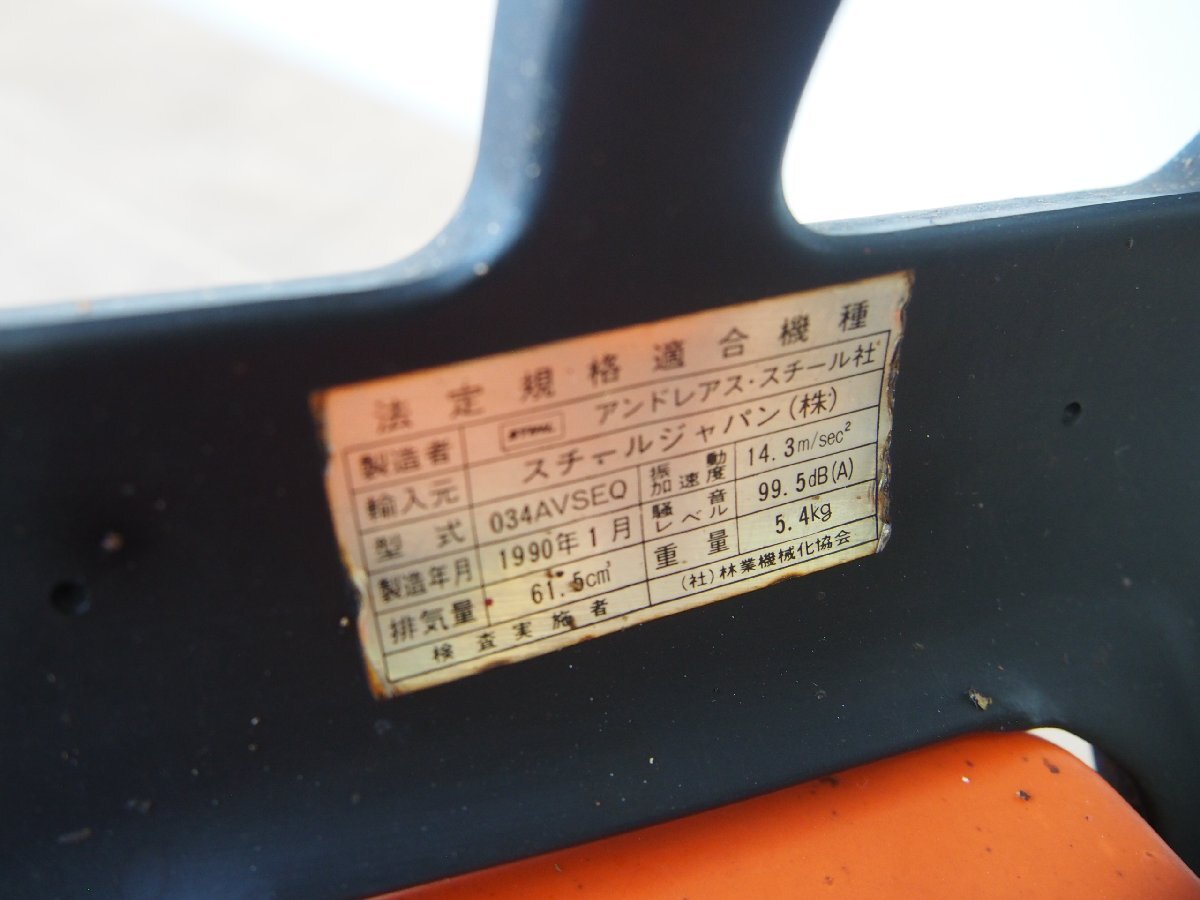 法定規格適合機種
製造者 STIHL アンドレアス・スチール社
輸入元 スチールジャパン(株)
型式 034AVSEQ 振動加速度 14.3m/sec²
製造年月 1990年1月 騒音レベル 99.5dB(A)
排気量 61.5cm³ 重量 5.4kg
検査実施者 (社)林業機械化協会